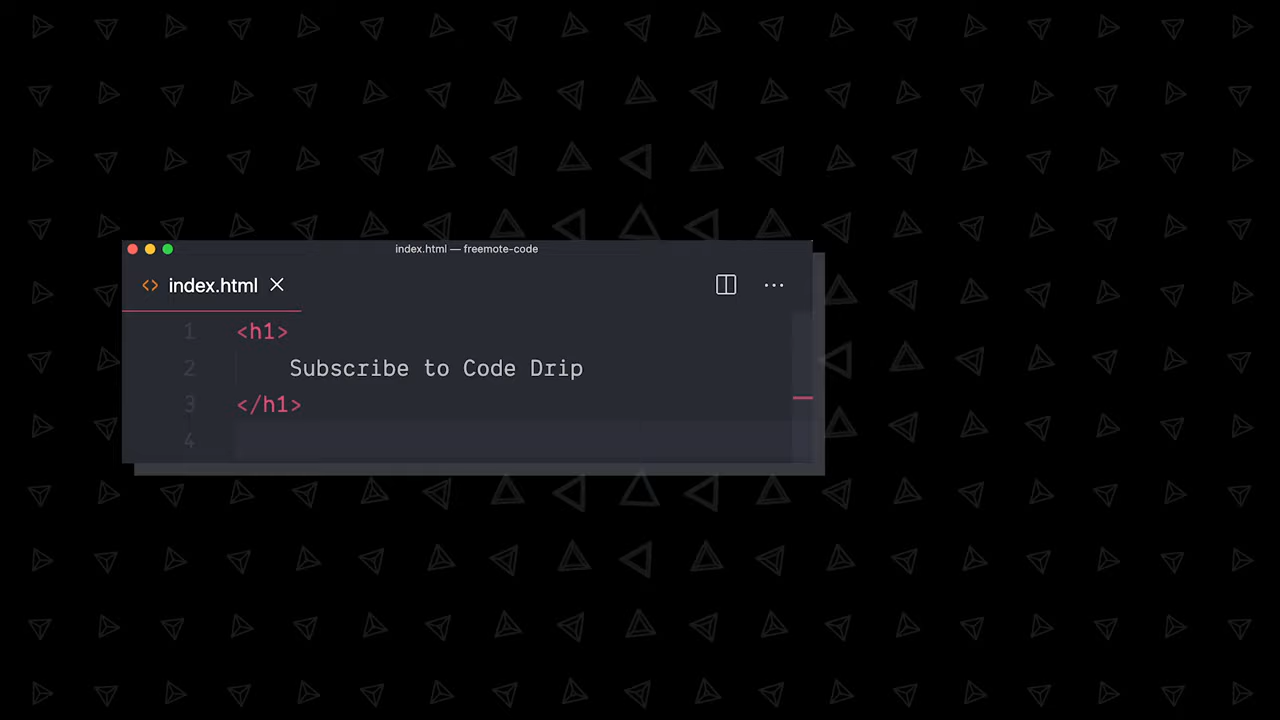 index.html — freemote-code
index.html
1 <h1>
2 Subscribe to Code Drip
3 </h1>
4